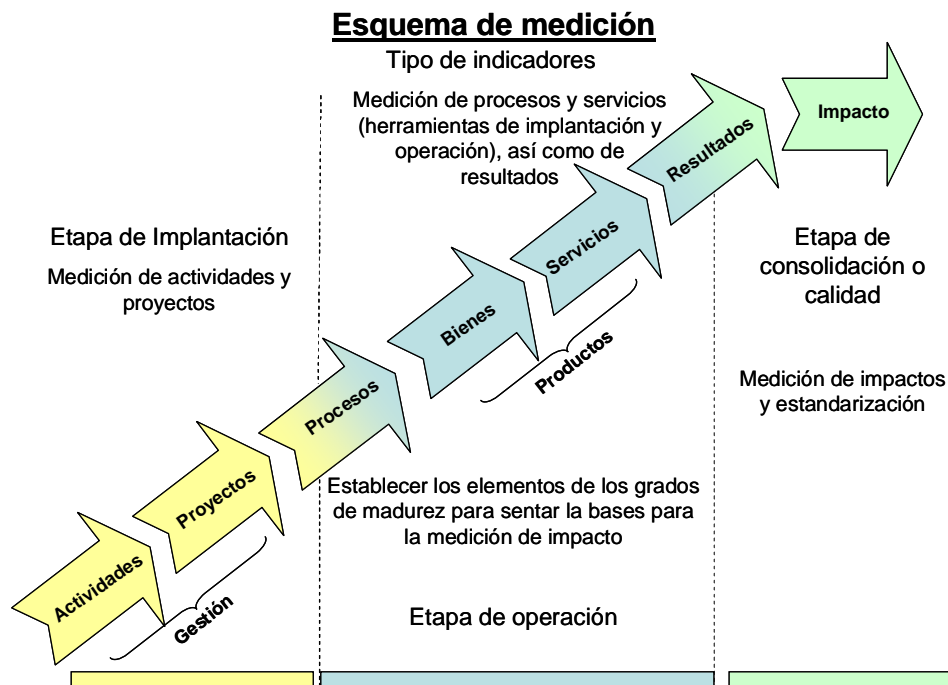 Esquema de medición
Tipo de indicadores
Medición de procesos y servicios
(herramientas de implantación y
operación), así como de
resultados
Etapa de Implantación
Medición de actividades y
proyectos
Actividades
Proyectos
Gestión
Procesos
Bienes
Servicios
Productos
Resultados
Impacto
Establecer los elementos de los grados
de madurez para sentar la bases para
la medición de impacto
Etapa de operación
Etapa de
consolidación o
calidad
Medición de impactos
y estandarización